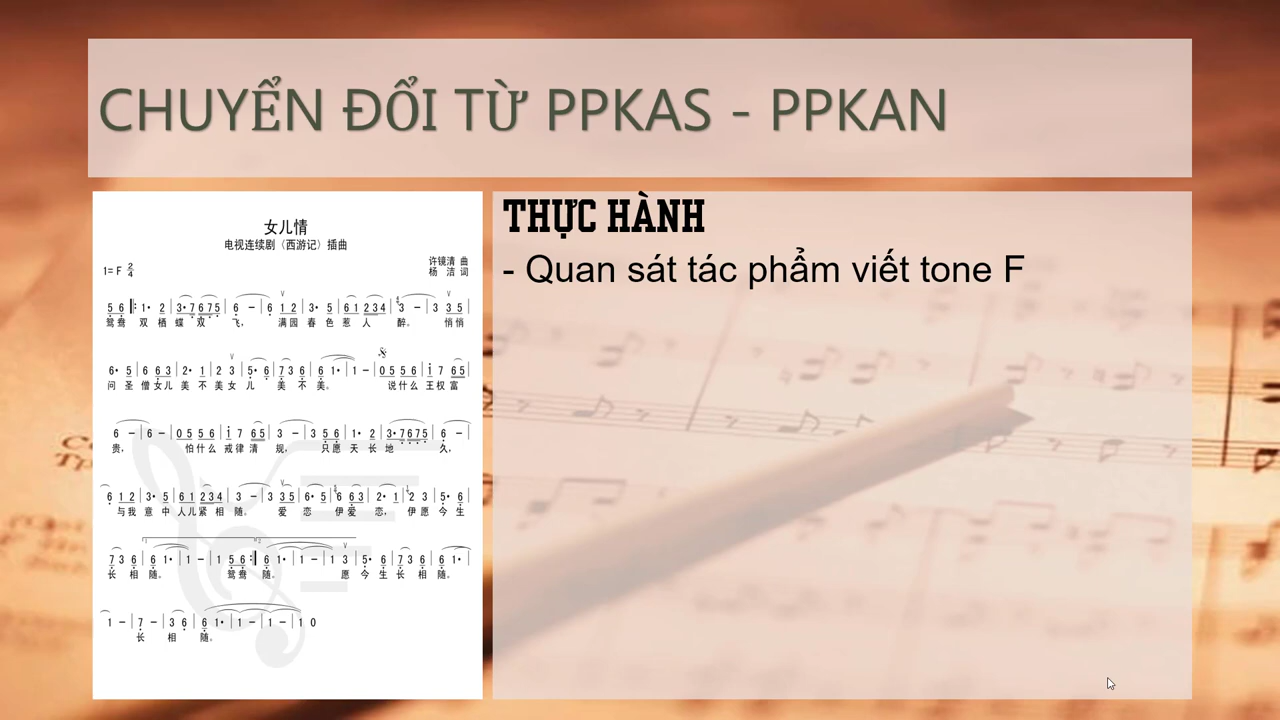 CHUYỂN ĐỔI TỪ PPKAS - PPKAN
女儿情
电视连续剧〈西游记〉插曲
许镜清 曲
1= F 2/4
杨 洁 词
鸳鸯 双 栖 蝶 双 飞, 满园 春 色 惹 人 醉。 悄悄
问 圣 僧女儿 美 不 美女 儿 美 不 美。 说什么 王权 富
贵, 怕什么 戒律 清 规, 只愿 天 长 地 久,
与我 意 中 人儿紧 相 随。 爱 恋 伊爱 恋, 伊愿 今 生
长 相 随。 鸳鸯 随。 愿 今 生 长 相 随。
长 相 随。
THỰC HÀNH
- Quan sát tác phẩm viết tone F